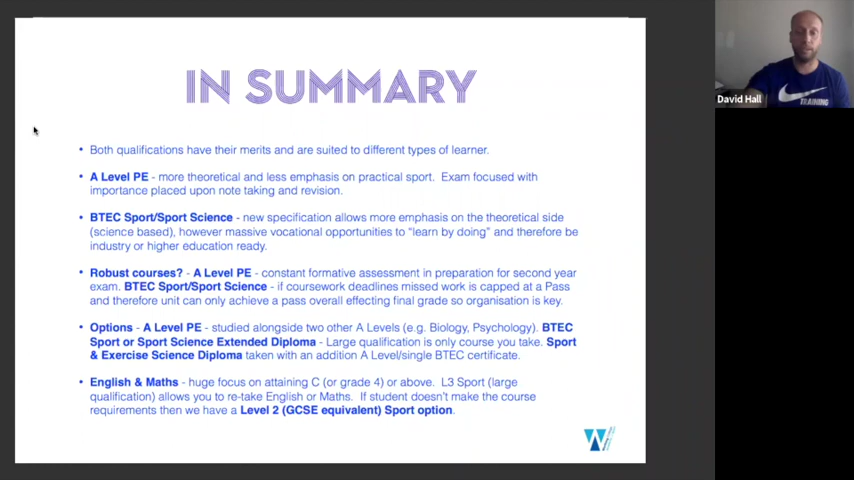 IN SUMMARY
David Hall
TRAINING
• Both qualifications have their merits and are suited to different types of learner.
• A Level PE - more theoretical and less emphasis on practical sport. Exam focused with
importance placed upon note taking and revision.
• BTEC Sport/Sport Science - new specification allows more emphasis on the theoretical side
(science based), however massive vocational opportunities to “learn by doing” and therefore be
industry or higher education ready.
• Robust courses? - A Level PE - constant formative assessment in preparation for second year
exam. BTEC Sport/Sport Science - if coursework deadlines missed work is capped at a Pass
and therefore unit can only achieve a pass overall effecting final grade so organisation is key.
• Options - A Level PE - studied alongside two other A Levels (e.g. Biology, Psychology). BTEC
Sport or Sport Science Extended Diploma - Large qualification is only course you take. Sport
& Exercise Science Diploma taken with an addition A Level/single BTEC certificate.
• English & Maths - huge focus on attaining C (or grade 4) or above. L3 Sport (large
qualification) allows you to re-take English or Maths. If student doesn't make the course
requirements then we have a Level 2 (GCSE equivalent) Sport option.